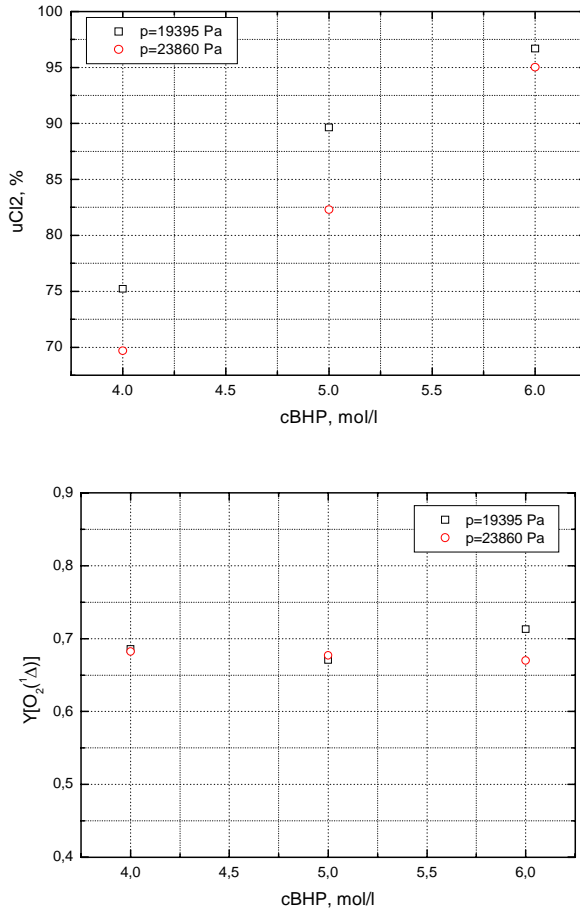 100
95
90
85
80
75
70
uCl2, %
p=19395 Pa
p=23860 Pa
4.0 4.5 5.0 5.5 6.0
cBHP, mol/l
0,9
0,8
0,7
0,6
0,5
0,4
Y[O₂(¹Δ)]
p=19395 Pa
p=23860 Pa
4,0 4,5 5,0 5,5 6,0
cBHP, mol/l